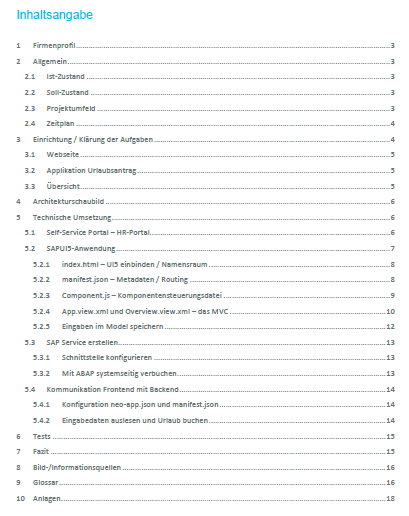 Inhaltsangabe
1 Firmenprofil 3
2 Allgemein 3
2.1 Ist-Zustand 3
2.2 Soll-Zustand 3
2.3 Projektumfeld 3
2.4 Zeitplan 4
3 Einrichtung / Klärung der Aufgaben 4
3.1 Webseite 5
3.2 Applikation Urlaubsantrag 5
3.3 Übersicht 5
4 Architekturschaubild 6
5 Technische Umsetzung 6
5.1 Self-Service Portal – HR-Portal 6
5.2 SAPUI5-Anwendung 7
5.2.1 index.html – UI5 einbinden / Namensraum 8
5.2.2 manifest.json – Metadaten / Routing 8
5.2.3 Component.js – Komponentensteuerungsdatei 9
5.2.4 App.view.xml und Overview.view.xml – das MVC 10
5.2.5 Eingaben im Model speichern 12
5.3 SAP Service erstellen 13
5.3.1 Schnittstelle konfigurieren 13
5.3.2 Mit ABAP systemseitig verbuchen 13
5.4 Kommunikation Frontend mit Backend 14
5.4.1 Konfiguration neo-app.json und manifest.json 14
5.4.2 Eingabedaten auslesen und Urlaub buchen 14
6 Tests 15
7 Fazit 15
8 Bild-/Informationsquellen 16
9 Glossar 16
10 Anlagen 18